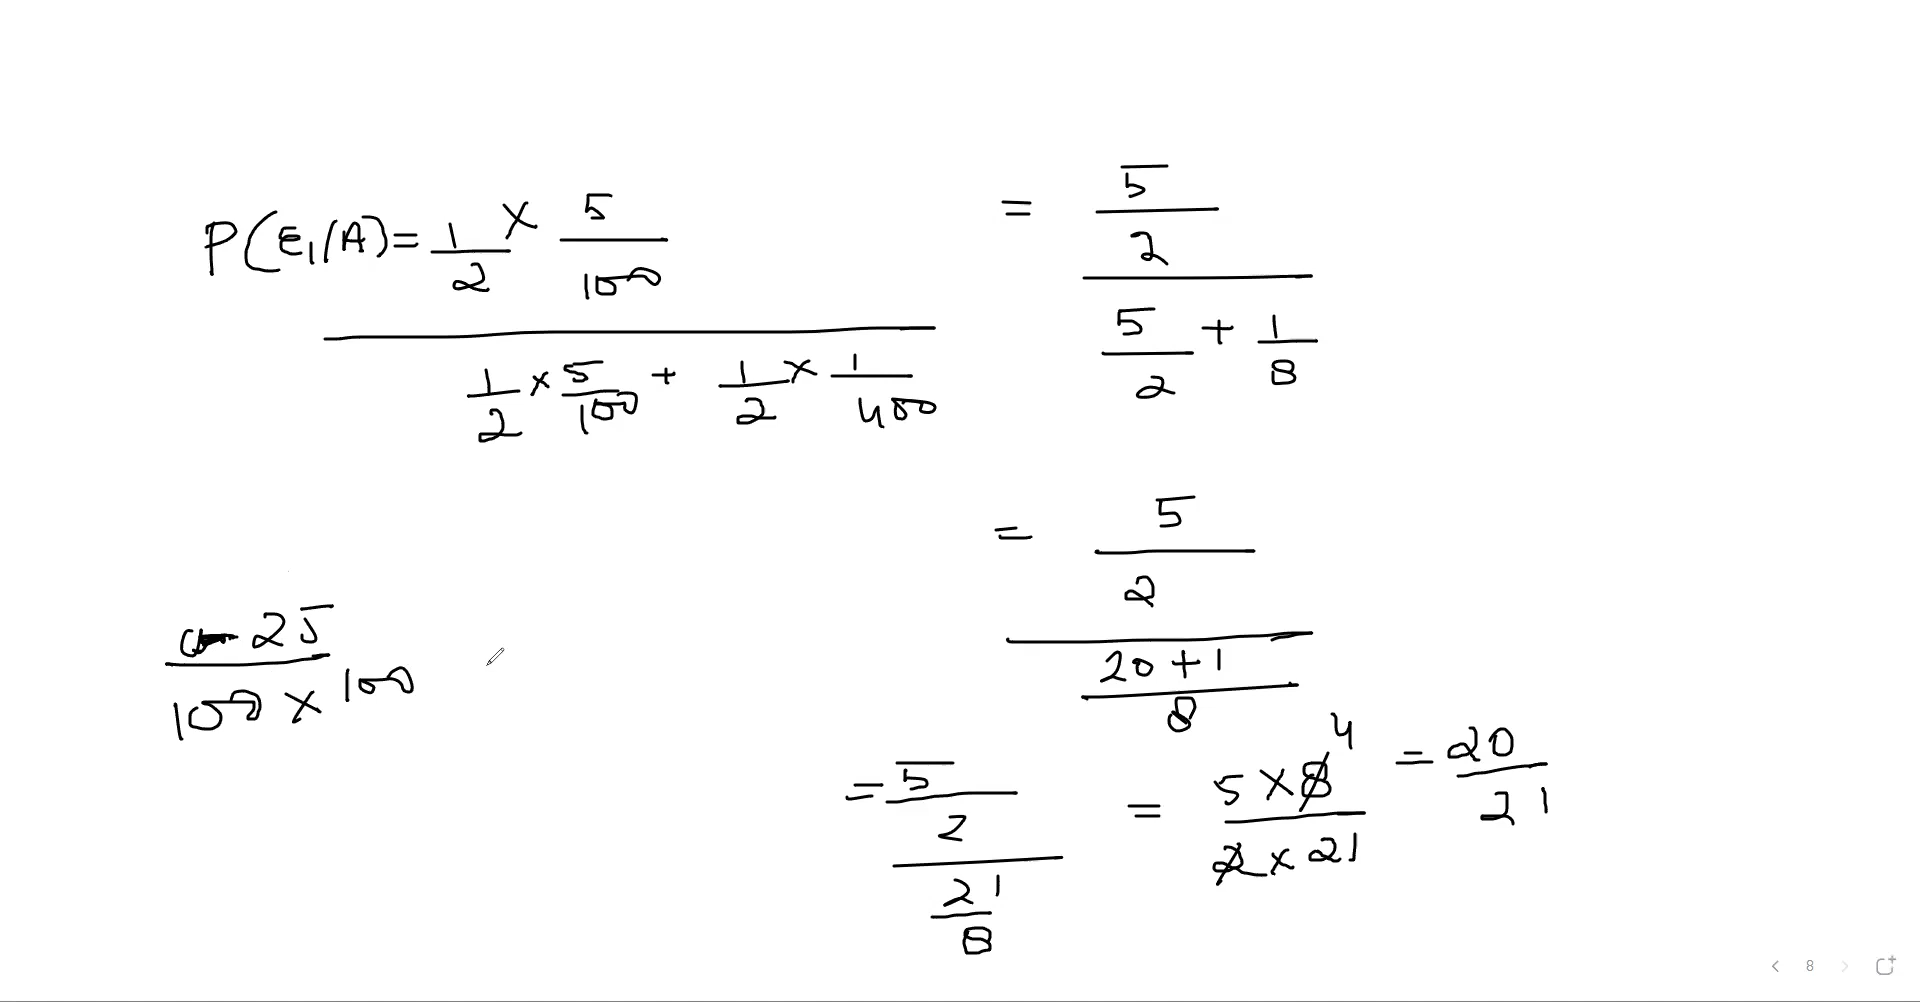 P(E₁/A) = 1/2 × 5/100
1/2 × 5/100 + 1/2 × 1/400
= 5/2
5/2 + 1/8
= 5/2
20 + 1
8
25
100 × 100
= 5/2
21/8
= 5 × 8 4
2 × 21
= 20/21
8